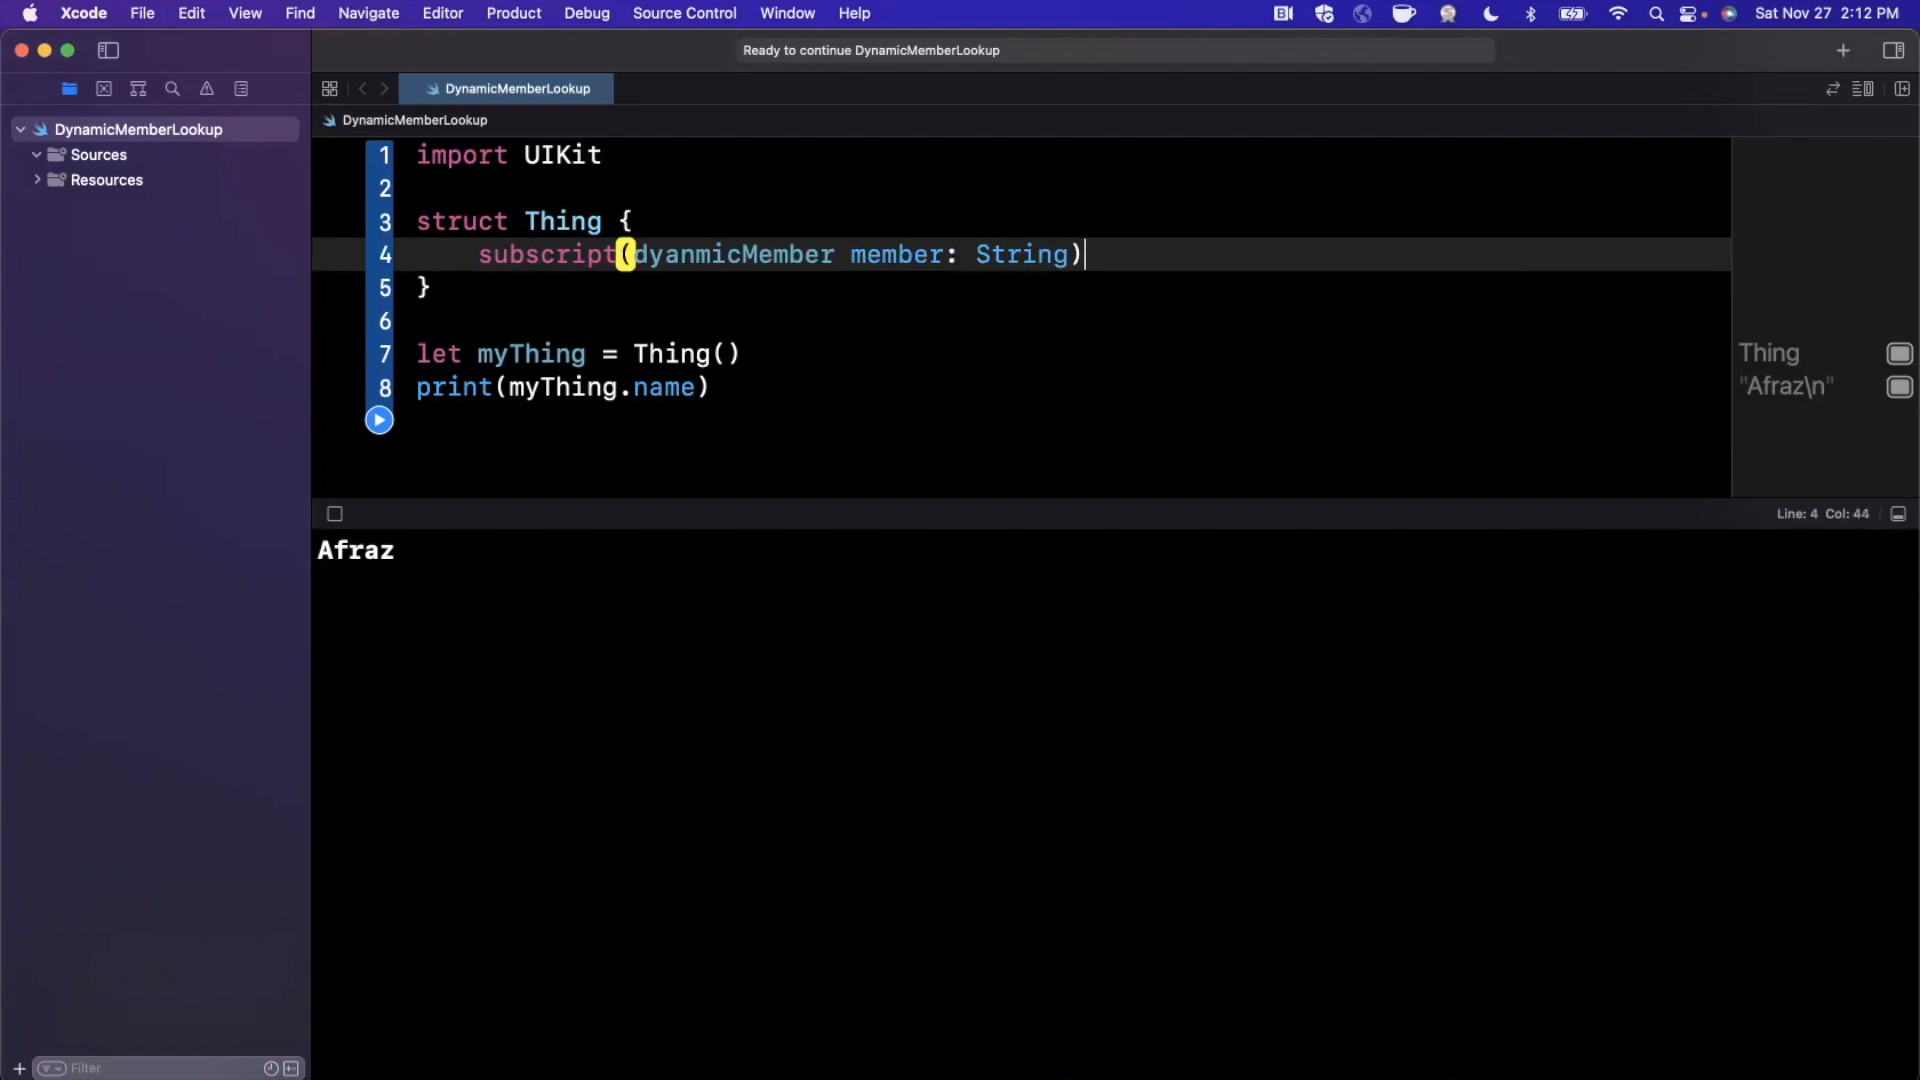 Xcode File Edit View Find Navigate Editor Product Debug Source Control Window Help Sat Nov 27 2:12 PM
Ready to continue DynamicMemberLookup
DynamicMemberLookup
DynamicMemberLookup
DynamicMemberLookup
Sources
Resources
1 import UIKit
2
3 struct Thing {
4 subscript(dyanmicMember member: String)
5 }
6
7 let myThing = Thing()
8 print(myThing.name)
Thing
"Afraz\n"
Line: 4 Col: 44
Afraz
Filter